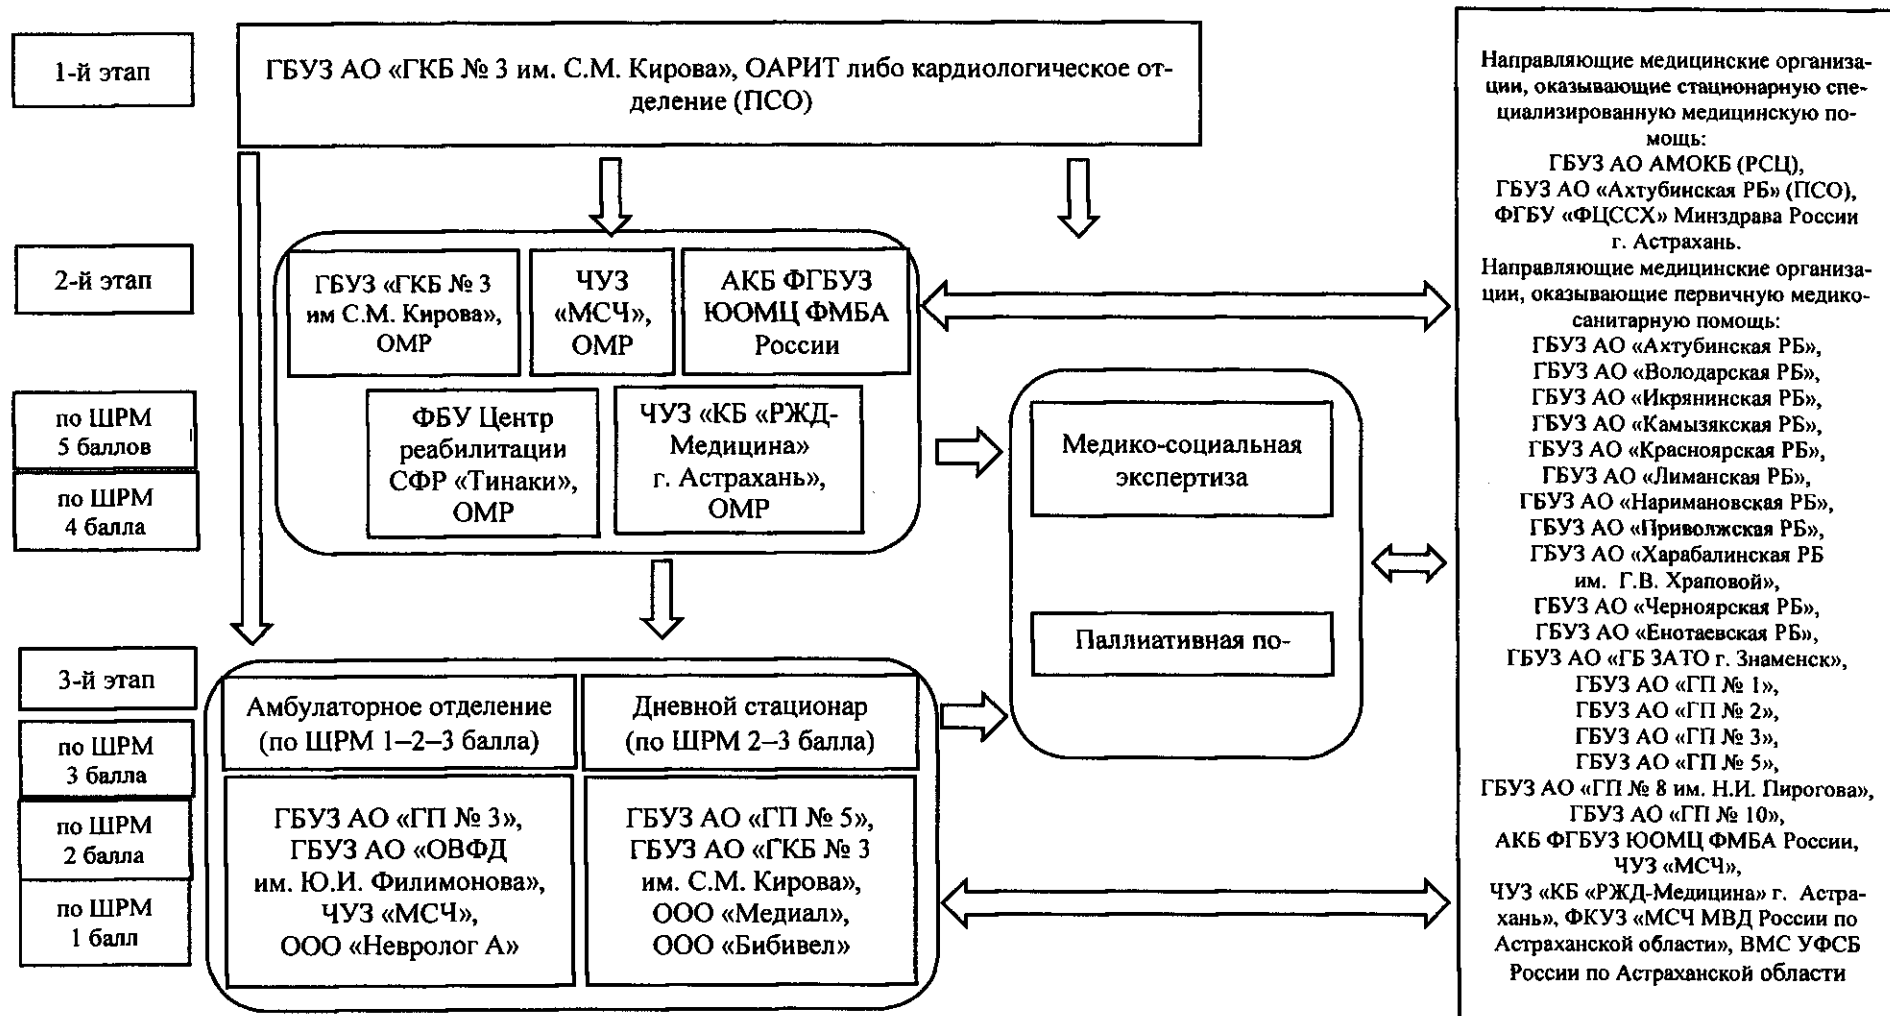 1-й этап
ГБУЗ АО «ГКБ № 3 им. С.М. Кирова», ОАРИТ либо кардиологическое от-
деление (ПСО)
2-й этап
ГБУЗ «ГКБ № 3
им С.М. Кирова»,
ОМР
ЧУЗ
«МСЧ»,
ОМР
АКБ ФГБУЗ
ЮОМЦ ФМБА
России
по ШРМ
5 баллов
по ШРМ
4 балла
ФБУ Центр
реабилитации
СФР «Тинаки»,
ОМР
ЧУЗ «КБ «РЖД-
Медицина»
г. Астрахань»,
ОМР
Медико-социальная
экспертиза
Паллиативная по-
3-й этап
по ШРМ
3 балла
по ШРМ
2 балла
по ШРМ
1 балл
Амбулаторное отделение
(по ШРМ 1–2–3 балла)
Дневной стационар
(по ШРМ 2–3 балла)
ГБУЗ АО «ГП № 3»,
ГБУЗ АО «ОВФД
им. Ю.И. Филимонова»,
ЧУЗ «МСЧ»,
ООО «Невролог А»
ГБУЗ АО «ГП № 5»,
ГБУЗ АО «ГКБ № 3
им. С.М. Кирова»,
ООО «Медиал»,
ООО «Бибивел»
Направляющие медицинские организа-
ции, оказывающие стационарную спе-
циализированную медицинскую по-
мощь:
ГБУЗ АО АМОКБ (РСЦ),
ГБУЗ АО «Ахтубинская РБ» (ПСО),
ФГБУ «ФЦССХ» Минздрава России
г. Астрахань.
Направляющие медицинские организа-
ции, оказывающие первичную медико-
санитарную помощь:
ГБУЗ АО «Ахтубинская РБ»,
ГБУЗ АО «Володарская РБ»,
ГБУЗ АО «Икрянинская РБ»,
ГБУЗ АО «Камызякская РБ»,
ГБУЗ АО «Красноярская РБ»,
ГБУЗ АО «Лиманская РБ»,
ГБУЗ АО «Наримановская РБ»,
ГБУЗ АО «Приволжская РБ»,
ГБУЗ АО «Харабалинская РБ
им. Г.В. Храповой»,
ГБУЗ АО «Черноярская РБ»,
ГБУЗ АО «Енотаевская РБ»,
ГБУЗ АО «ГБ ЗАТО г. Знаменск»,
ГБУЗ АО «ГП № 1»,
ГБУЗ АО «ГП № 2»,
ГБУЗ АО «ГП № 3»,
ГБУЗ АО «ГП № 5»,
ГБУЗ АО «ГП № 8 им. Н.И. Пирогова»,
ГБУЗ АО «ГП № 10»,
АКБ ФГБУЗ ЮОМЦ ФМБА России,
ЧУЗ «МСЧ»,
ЧУЗ «КБ «РЖД-Медицина» г. Астра-
хань», ФКУЗ «МСЧ МВД России по
Астраханской области», ВМС УФСБ
России по Астраханской области